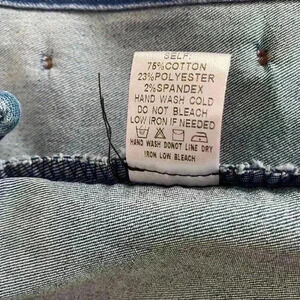 SELF:
75%COTTON
23%POLYESTER
2%SPANDEX
HAND WASH COLD
DO NOT BLEACH
LOW IRON IF NEEDED
HAND WASH DONOT LINE DRY
IRON LOW BLEACH